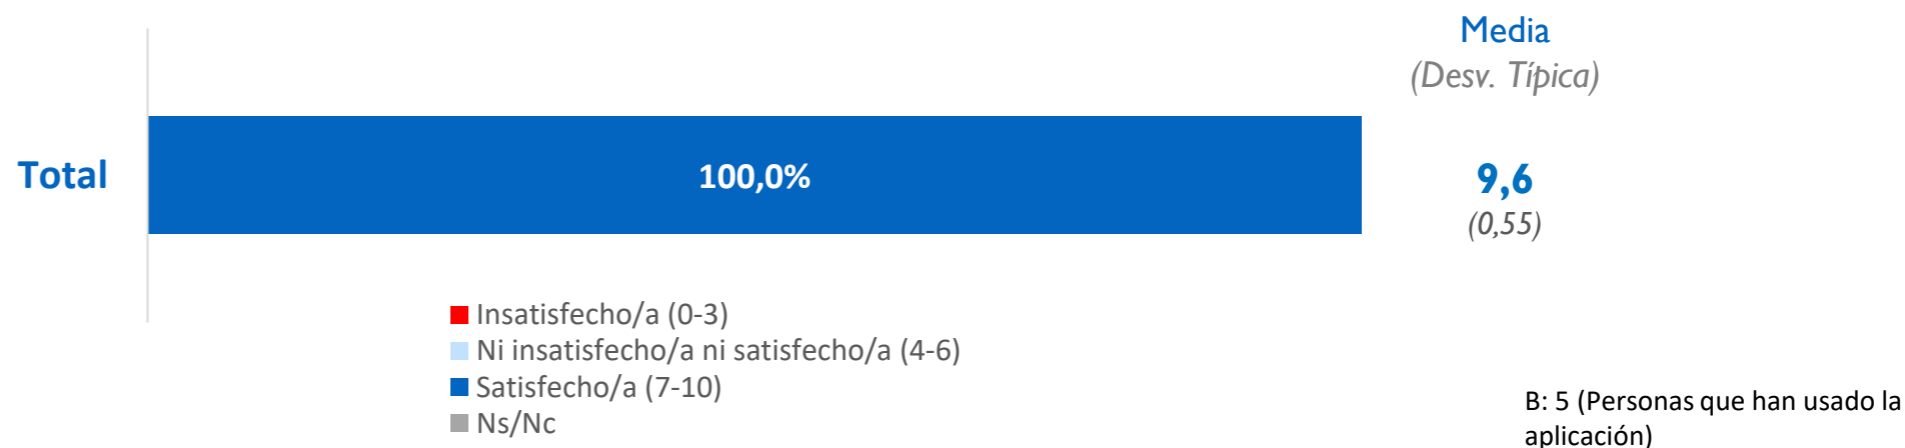 Media
(Desv. Típica)
Total
100,0%
9,6
(0,55)
Insatisfecho/a (0-3)
Ni insatisfecho/a ni satisfecho/a (4-6)
Satisfecho/a (7-10)
Ns/Nc
B: 5 (Personas que han usado la
aplicación)